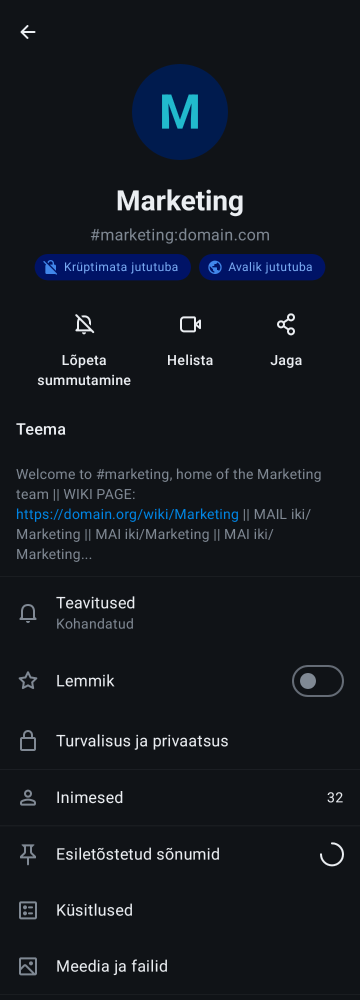 M
Marketing
#marketing:domain.com
Krüptimata jututuba
Avalik jututuba
Lõpeta
summutamine
Helista
Jaga
Teema
Welcome to #marketing, home of the Marketing
team || WIKI PAGE:
https://domain.org/wiki/Marketing || MAIL iki/
Marketing || MAI iki/Marketing || MAI iki/
Marketing...
Teavitused
Kohandatud
Lemmik
Turvalisus ja privaatsus
Inimesed 32
Esiletõstetud sõnumid
Küsitlused
Meedia ja failid